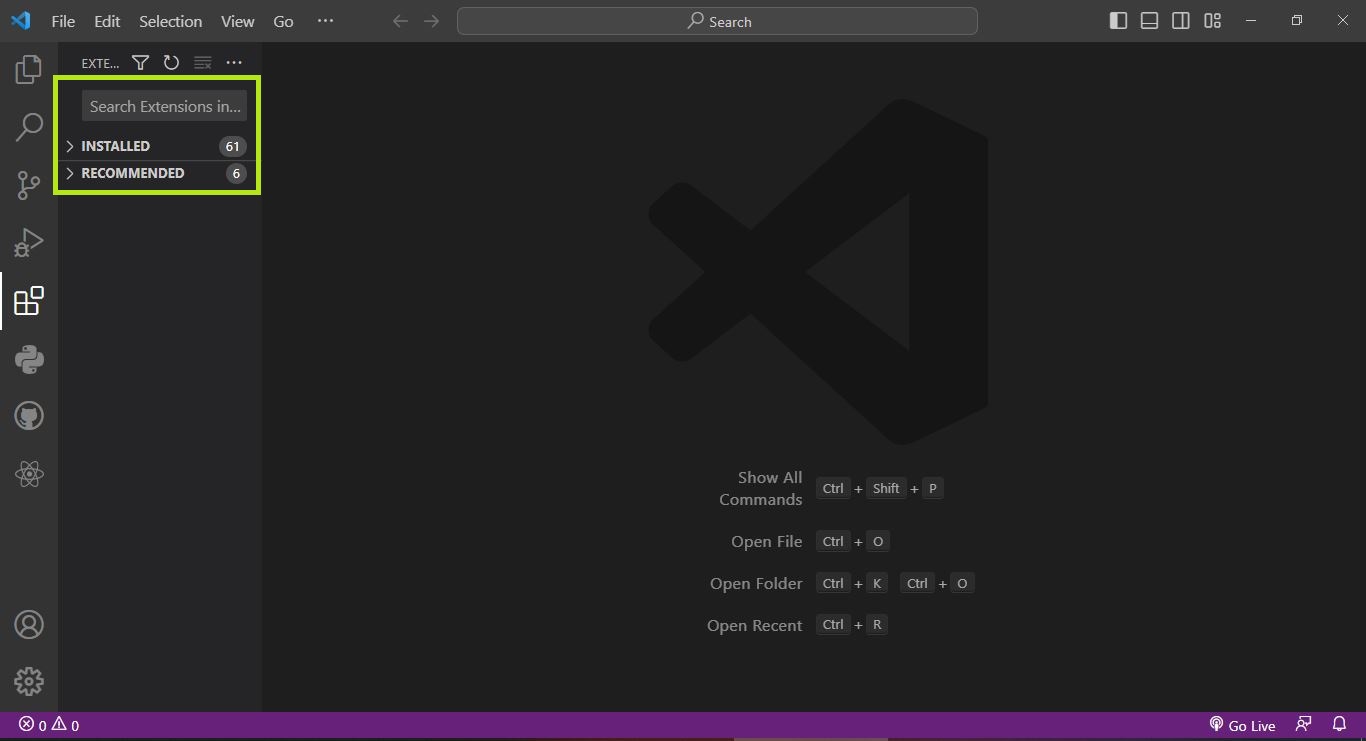 File Edit Selection View Go ···
Search
EXTE... ···
Search Extensions in...
INSTALLED 61
RECOMMENDED 6
Show All
Commands Ctrl + Shift + P
Open File Ctrl + O
Open Folder Ctrl + K Ctrl + O
Open Recent Ctrl + R
0 0 Go Live